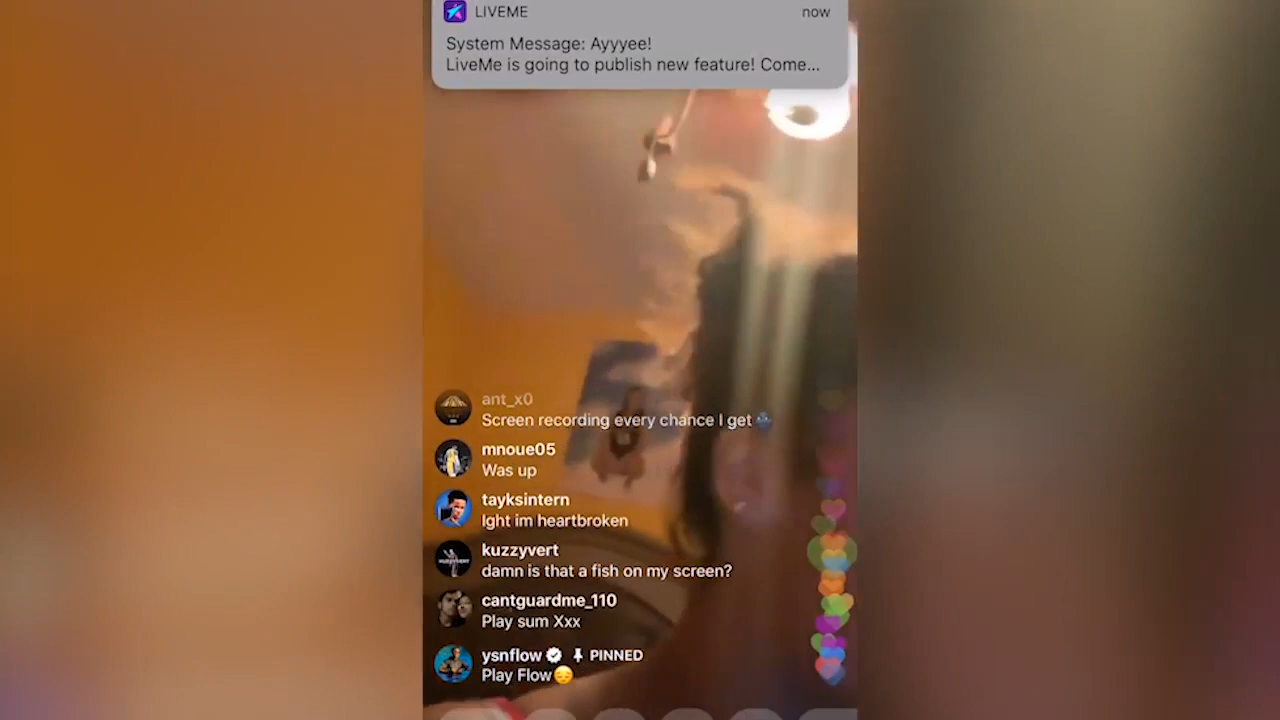 LIVEME now
System Message: Ayyyee!
LiveMe is going to publish new feature! Come...
ant_x0
Screen recording every chance I get
mnoue05
Was up
tayksintern
Ight im heartbroken
kuzzyvert
damn is that a fish on my screen?
cantguardme_110
Play sum Xxx
ysnflow PINNED
Play Flow😔